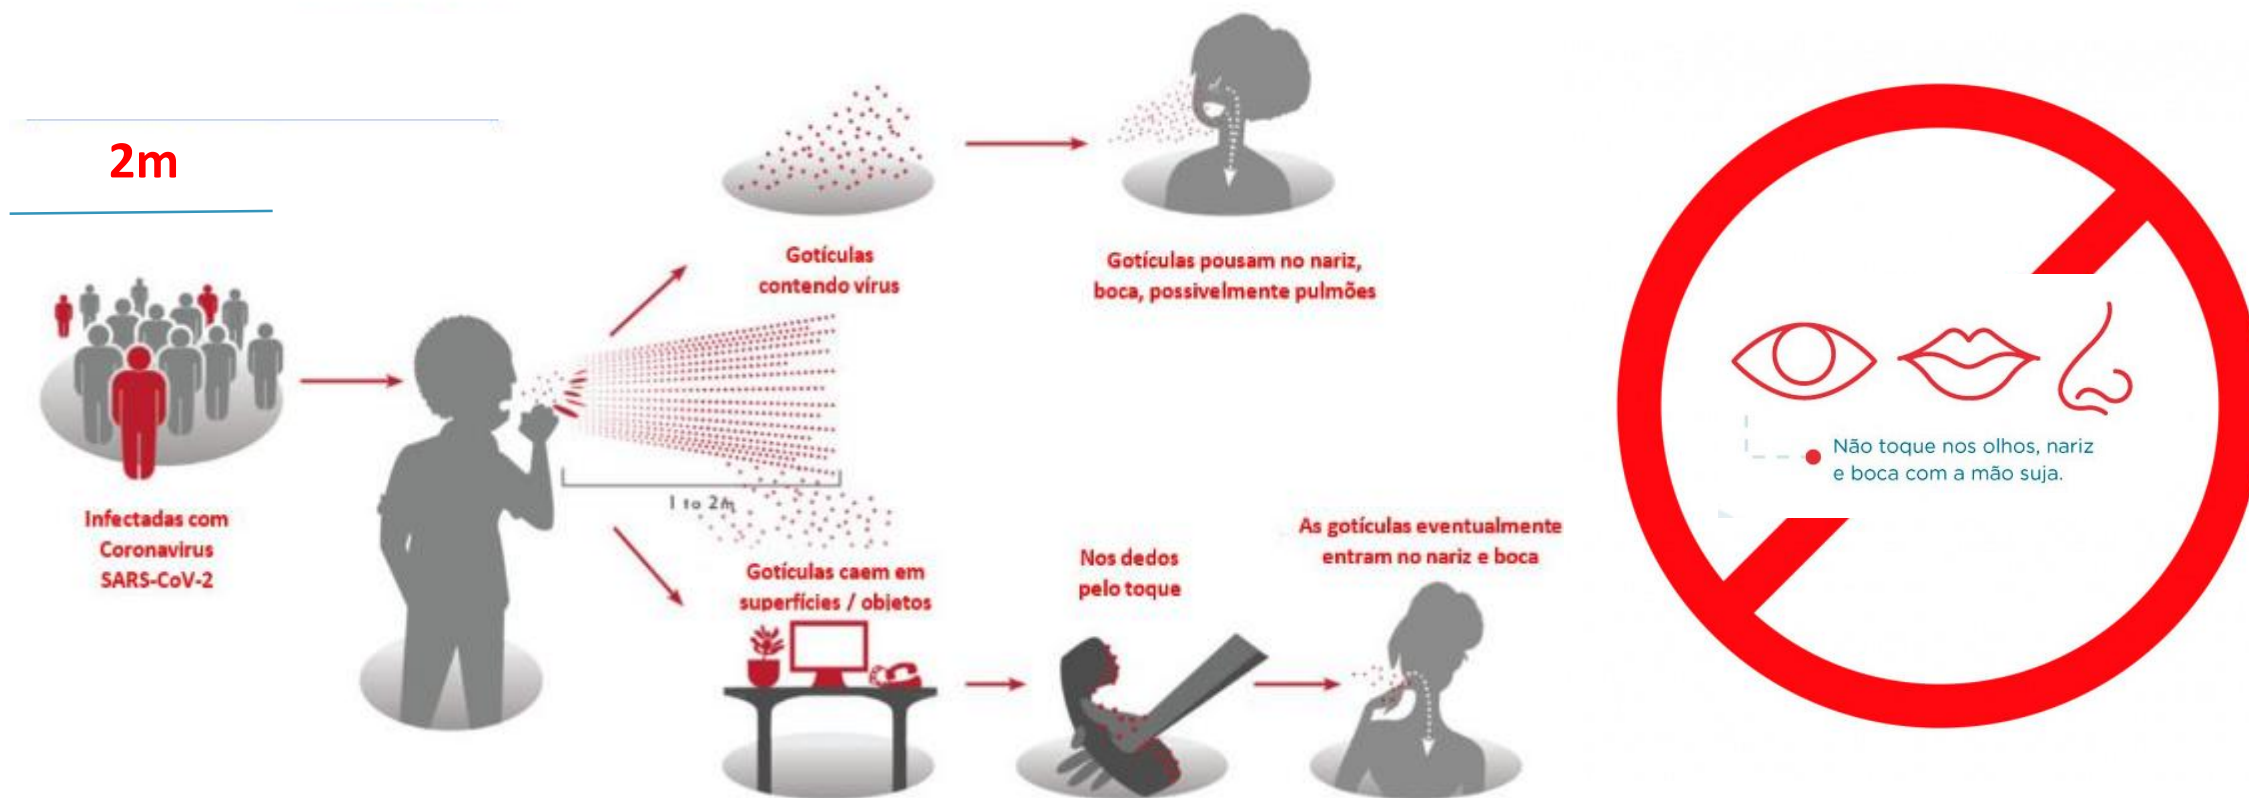 2m
Infectadas com
Coronavirus
SARS-CoV-2
Gotículas
contendo vírus
Gotículas pousam no nariz,
boca, possivelmente pulmões
1 to 2m
Gotículas caem em
superfícies / objetos
Nos dedos
pelo toque
As gotículas eventualmente
entram no nariz e boca
Não toque nos olhos, nariz
e boca com a mão suja.